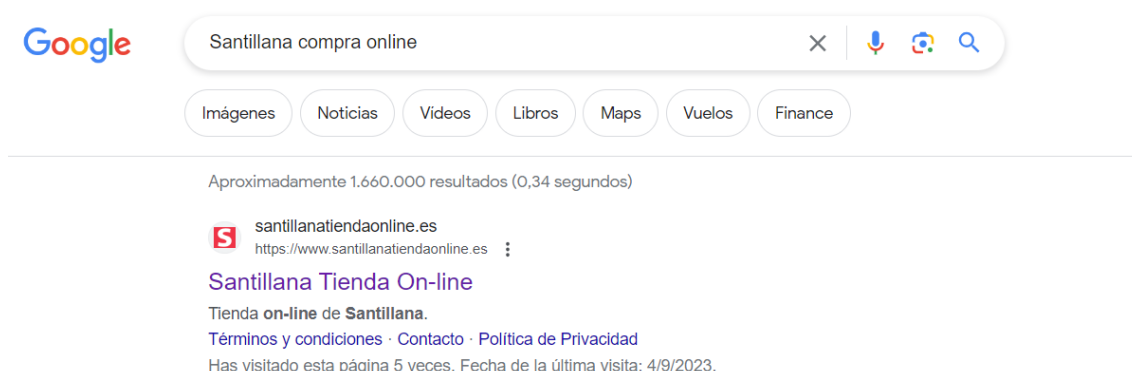 Google
Santillana compra online
Imágenes Noticias Vídeos Libros Maps Vuelos Finance
Aproximadamente 1.660.000 resultados (0,34 segundos)
S
santillanatiendaonline.es
https://www.santillanatiendaonline.es
Santillana Tienda On-line
Tienda on-line de Santillana.
Términos y condiciones · Contacto · Política de Privacidad
Has visitado esta página 5 veces. Fecha de la última visita: 4/9/2023.